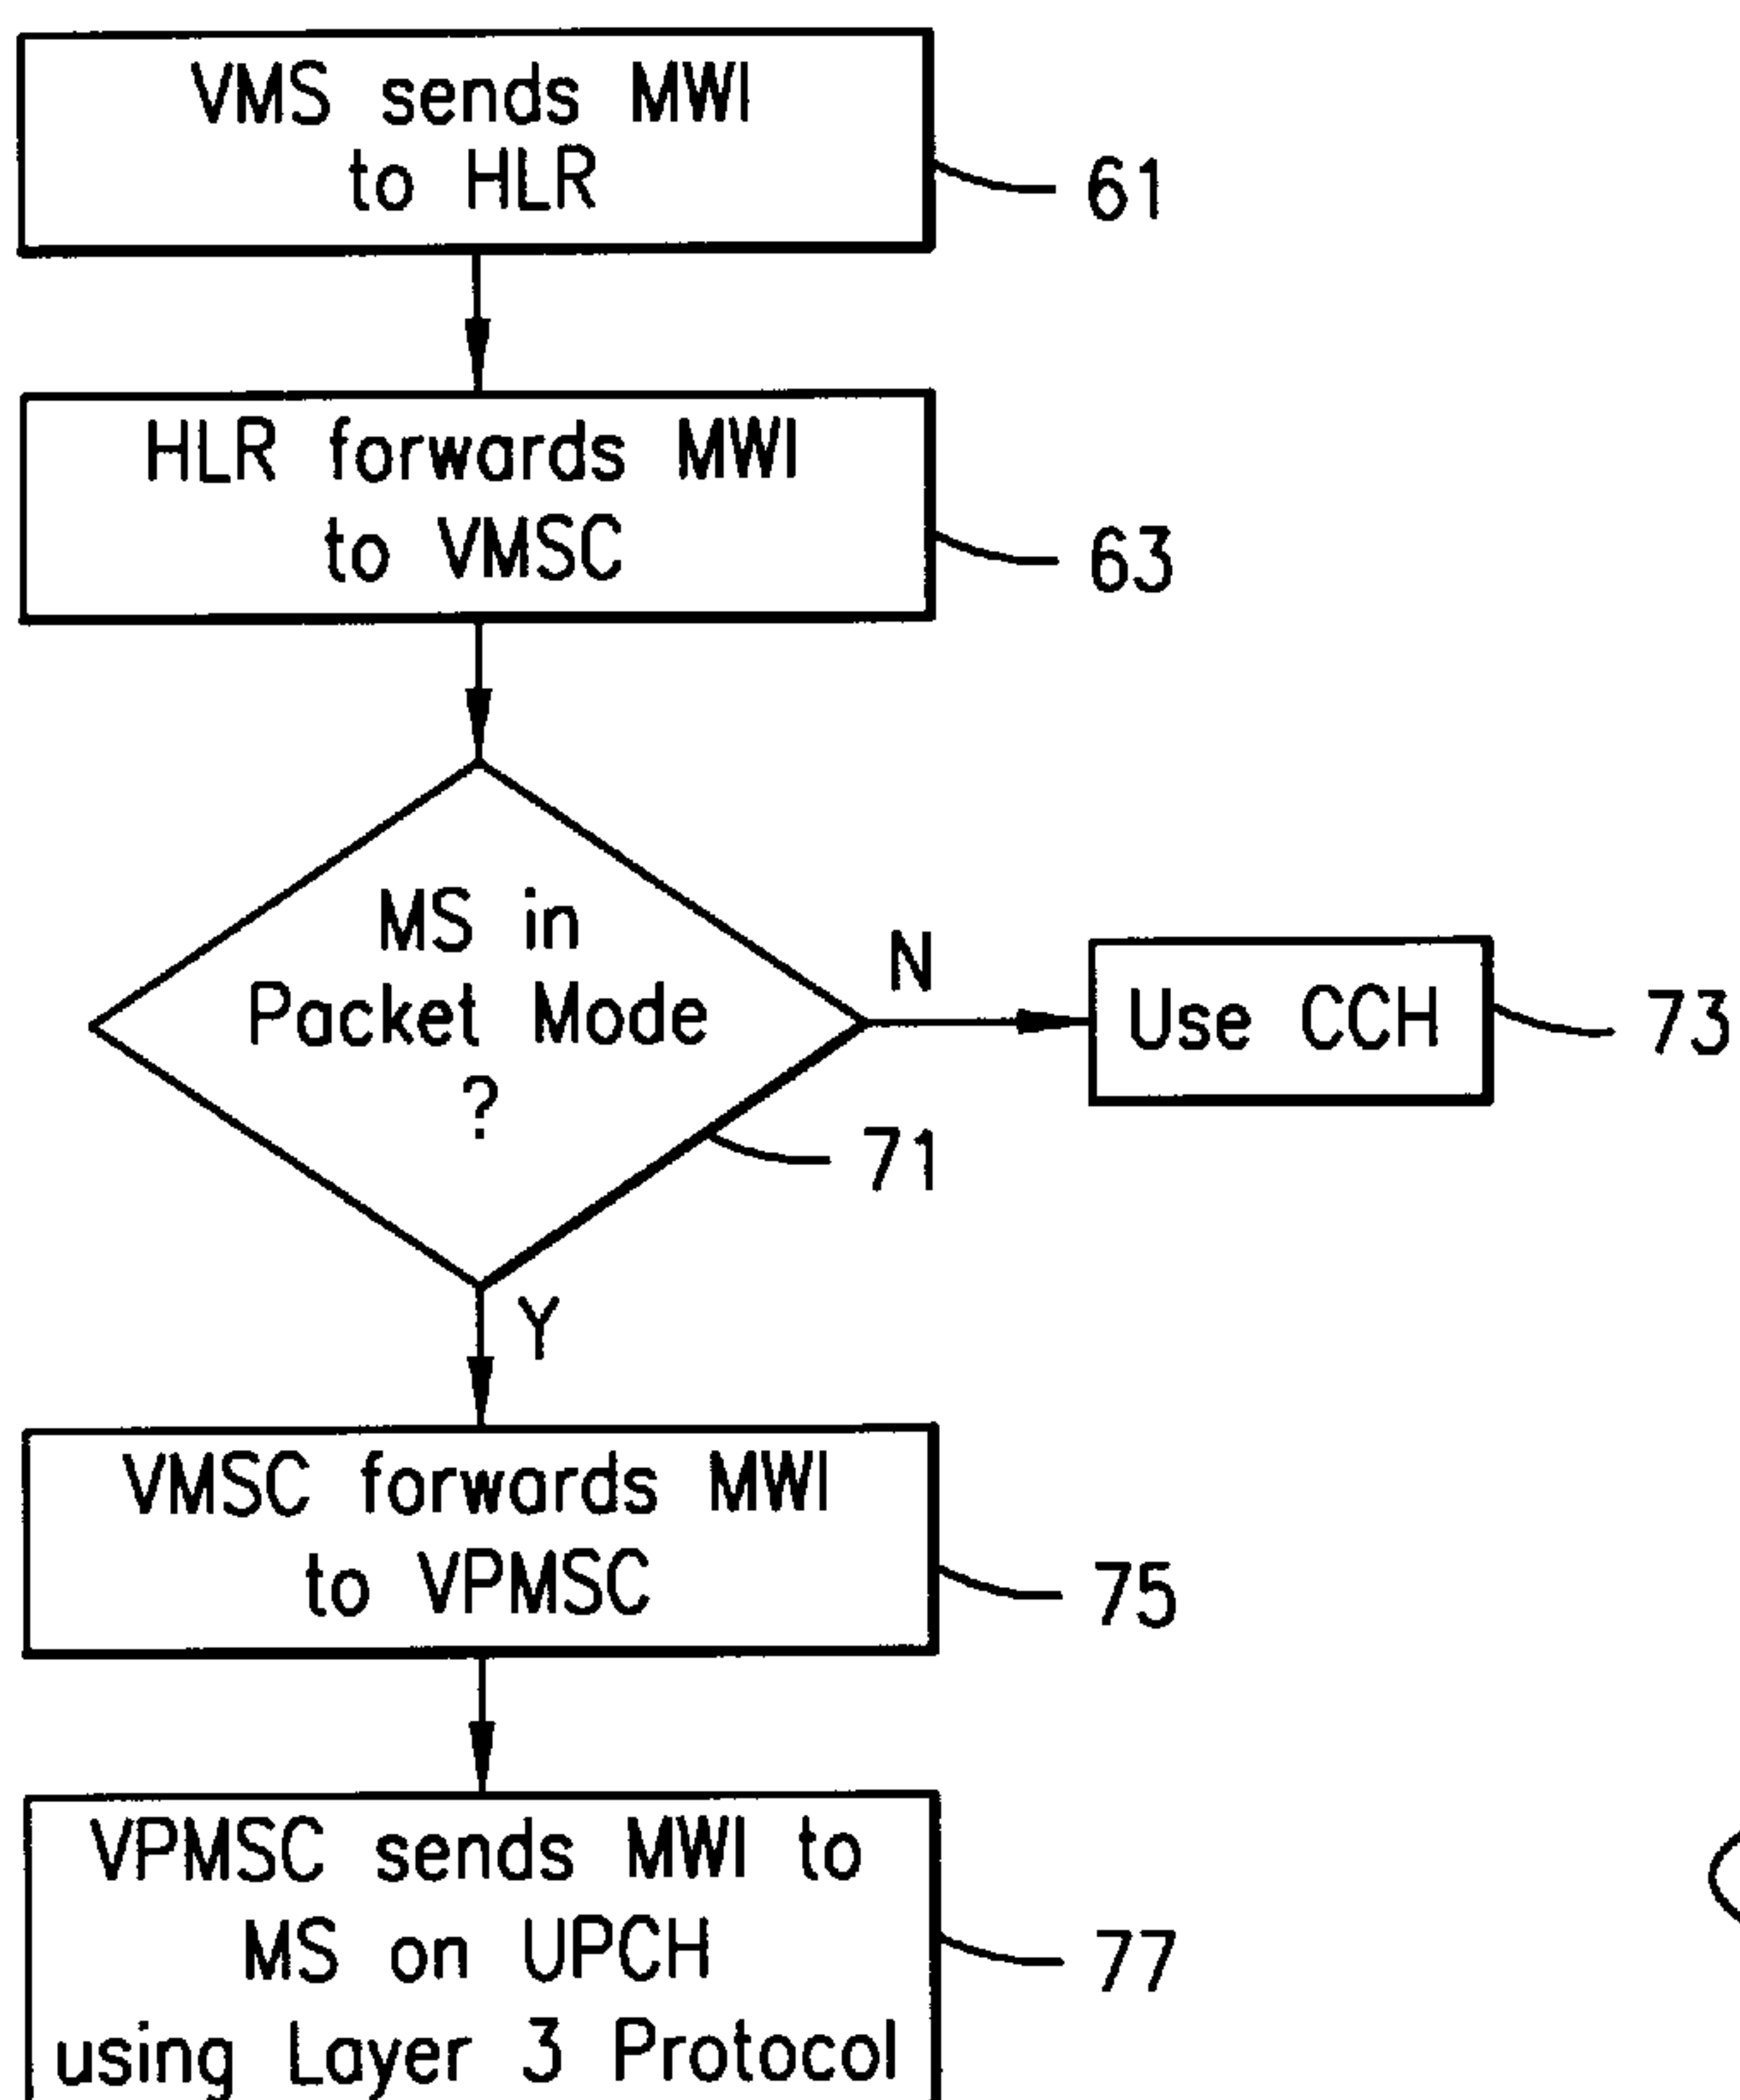 VMS sends MWI
to HLR
61
HLR forwards MWI
to VMSC
63
MS in
Packet Mode
?
N
Use CCH
73
71
Y
VMSC forwards MWI
to VPMSC
75
VPMSC sends MWI to
MS on UPCH
using Layer 3 Protocol
77